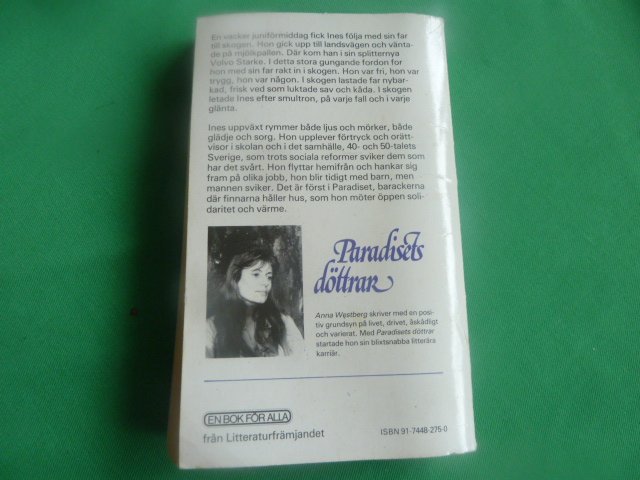 En vacker juniförmiddag fick Ines följa med sin far
till skogen. Hon gick upp till landsvägen och vänta-
de på mjölkpallen. Där kom han i sin splitternya
Volvo Starke. I detta stora gungande fordon for
hon med sin far rakt in i skogen. Hon var fri, hon var
trygg, hon var någon. I skogen lastade far nybar-
kad, frisk ved som luktade sav och kåda. I skogen
letade Ines efter smultron, på varje fall och i varje
glänta.
Ines uppväxt rymmer både ljus och mörker, både
glädje och sorg. Hon upplever förtryck och orätt-
visor i skolan och i det samhälle, 40- och 50-talets
Sverige, som trots sociala reformer sviker dem som
har det svårt. Hon flyttar hemifrån och hankar sig
fram på olika jobb, hon blir tidigt med barn, men
mannen sviker. Det är först i Paradiset, barackerna
där finnarna håller hus, som hon möter öppen soli-
daritet och värme.
Paradisets
döttrar
Anna Westberg skriver med en posi-
tiv grundsyn på livet, drivet, åskådligt
och varierat. Med Paradisets döttrar
startade hon sin blixtsnabba litterära
karriär.
EN BOK FÖR ALLA
från Litteraturfrämjandet
ISBN 91-7448-275-0